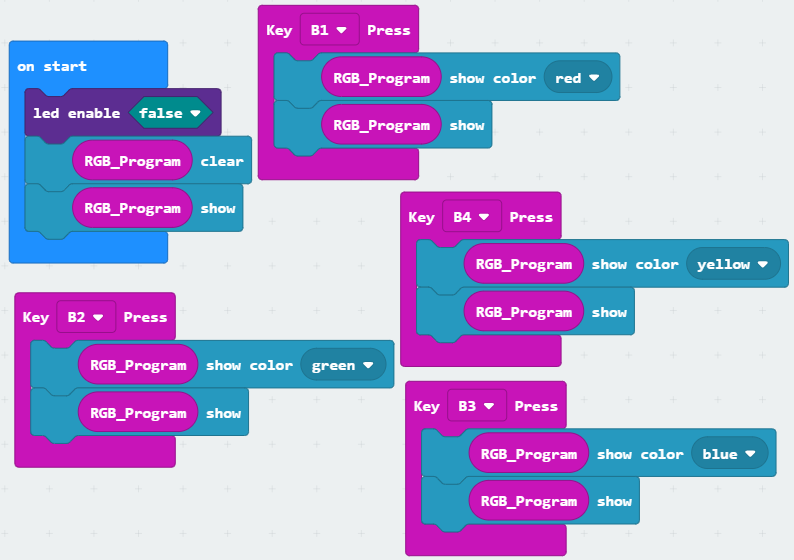 on start
led enable false
RGB_Program clear
RGB_Program show
Key B1 Press
RGB_Program show color red
RGB_Program show
Key B4 Press
RGB_Program show color yellow
RGB_Program show
Key B2 Press
RGB_Program show color green
RGB_Program show
Key B3 Press
RGB_Program show color blue
RGB_Program show